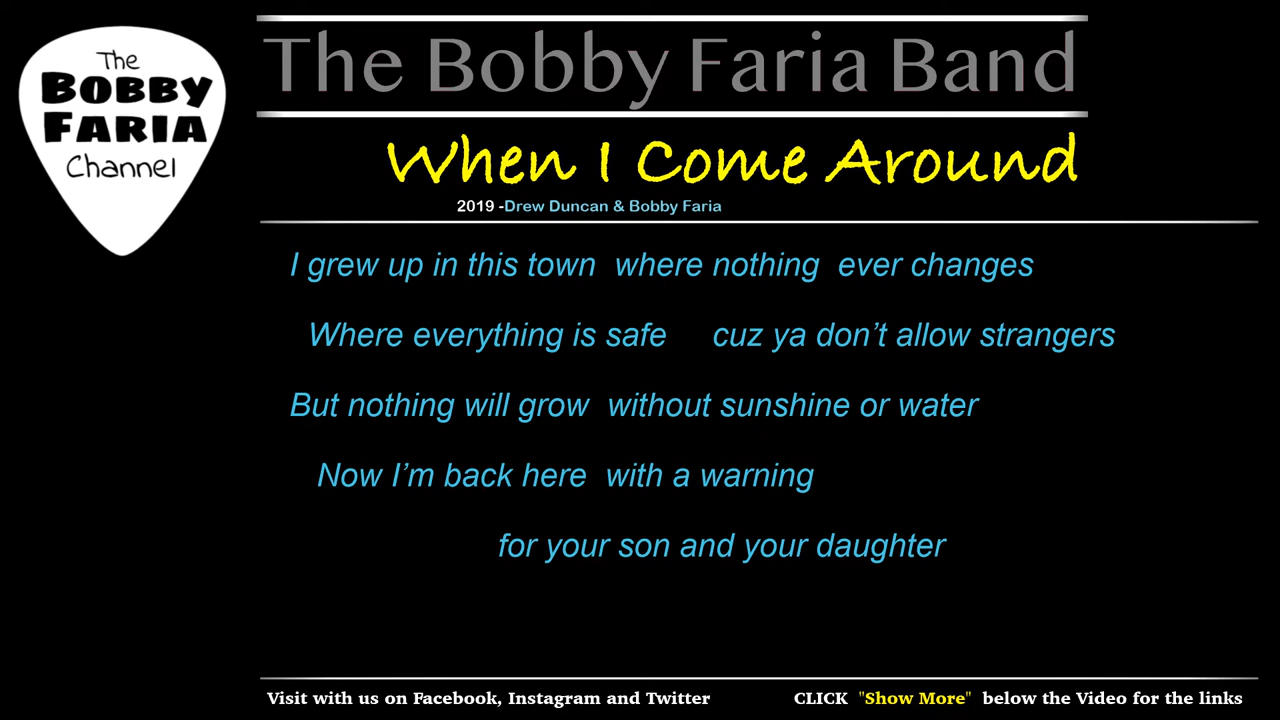 The
BOBBY
FARIA
Channel
The Bobby Faria Band
When I Come Around
2019 -Drew Duncan & Bobby Faria
I grew up in this town where nothing ever changes
Where everything is safe cuz ya don’t allow strangers
But nothing will grow without sunshine or water
Now I’m back here with a warning
for your son and your daughter
Visit with us on Facebook, Instagram and Twitter CLICK "Show More" below the Video for the links